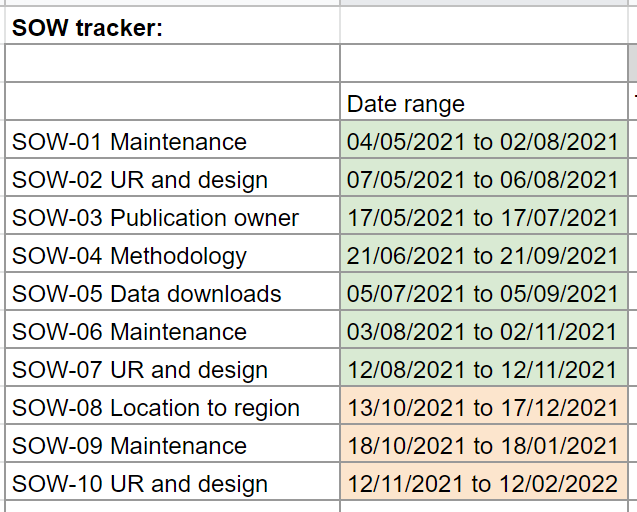 SOW tracker:
Date range
SOW-01 Maintenance 04/05/2021 to 02/08/2021
SOW-02 UR and design 07/05/2021 to 06/08/2021
SOW-03 Publication owner 17/05/2021 to 17/07/2021
SOW-04 Methodology 21/06/2021 to 21/09/2021
SOW-05 Data downloads 05/07/2021 to 05/09/2021
SOW-06 Maintenance 03/08/2021 to 02/11/2021
SOW-07 UR and design 12/08/2021 to 12/11/2021
SOW-08 Location to region 13/10/2021 to 17/12/2021
SOW-09 Maintenance 18/10/2021 to 18/01/2021
SOW-10 UR and design 12/11/2021 to 12/02/2022